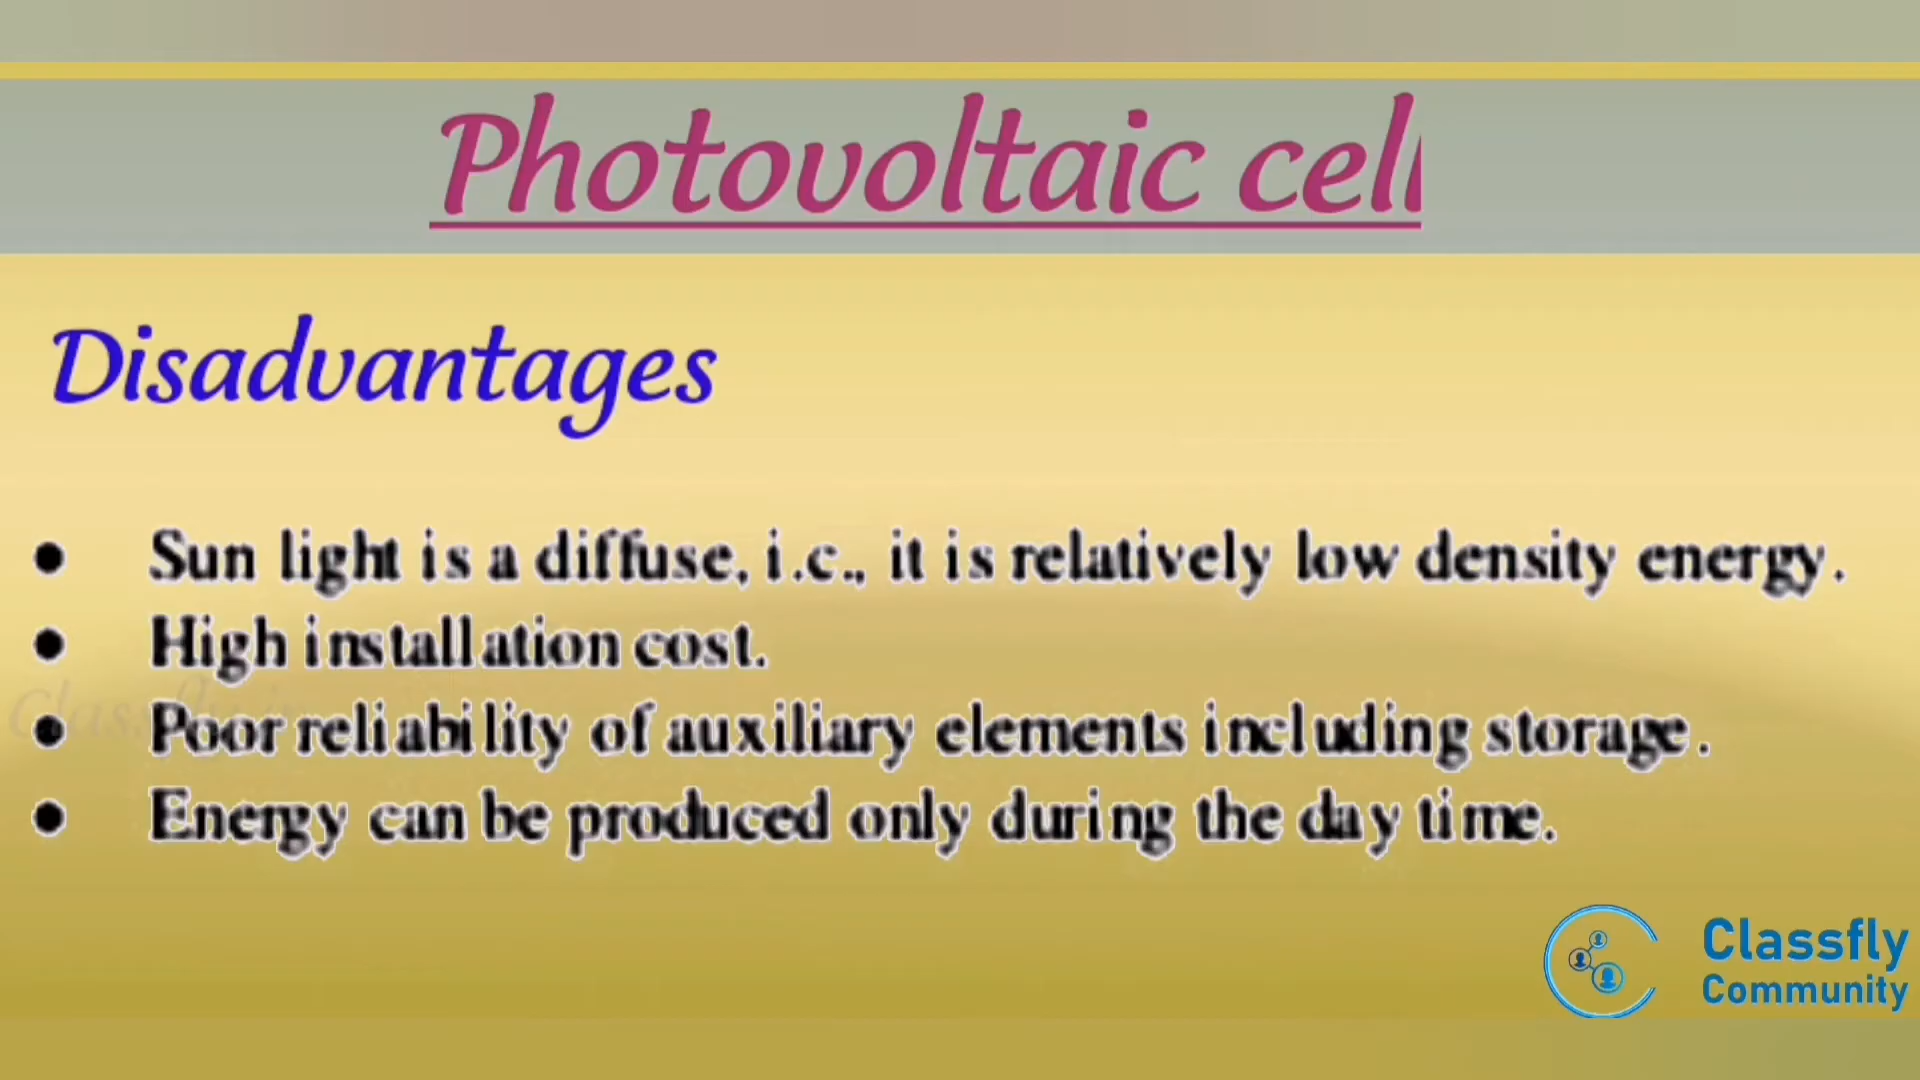 Photovoltaic cell
Disadvantages
• Sun light is a diffuse, i.c., it is relatively low density energy.
• High installation cost.
• Poor reliability of auxiliary elements including storage.
• Energy can be produced only during the day time.
Classfly
Community